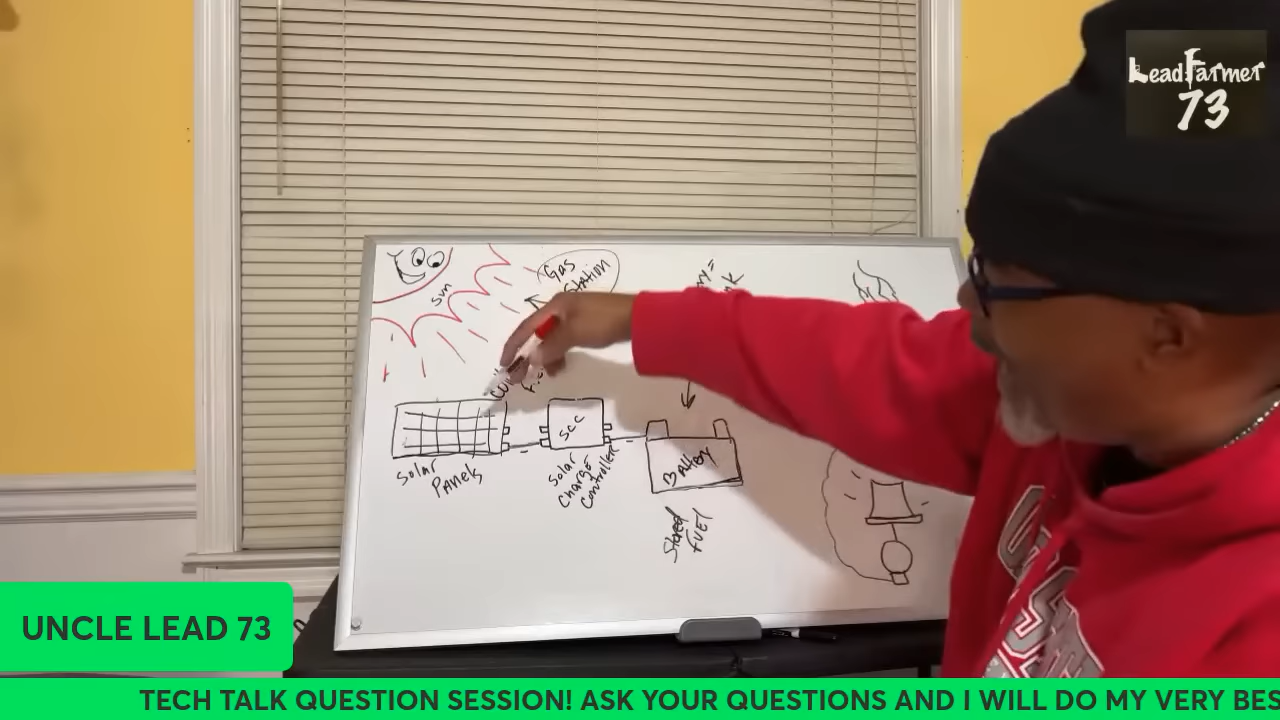 LeadFarmer
73
Gas
Station
sun
SCC
Solar
Panels
Solar
Charge
Controller
Battery
Stored
FUEL
UNCLE LEAD 73
TECH TALK QUESTION SESSION! ASK YOUR QUESTIONS AND I WILL DO MY VERY BES